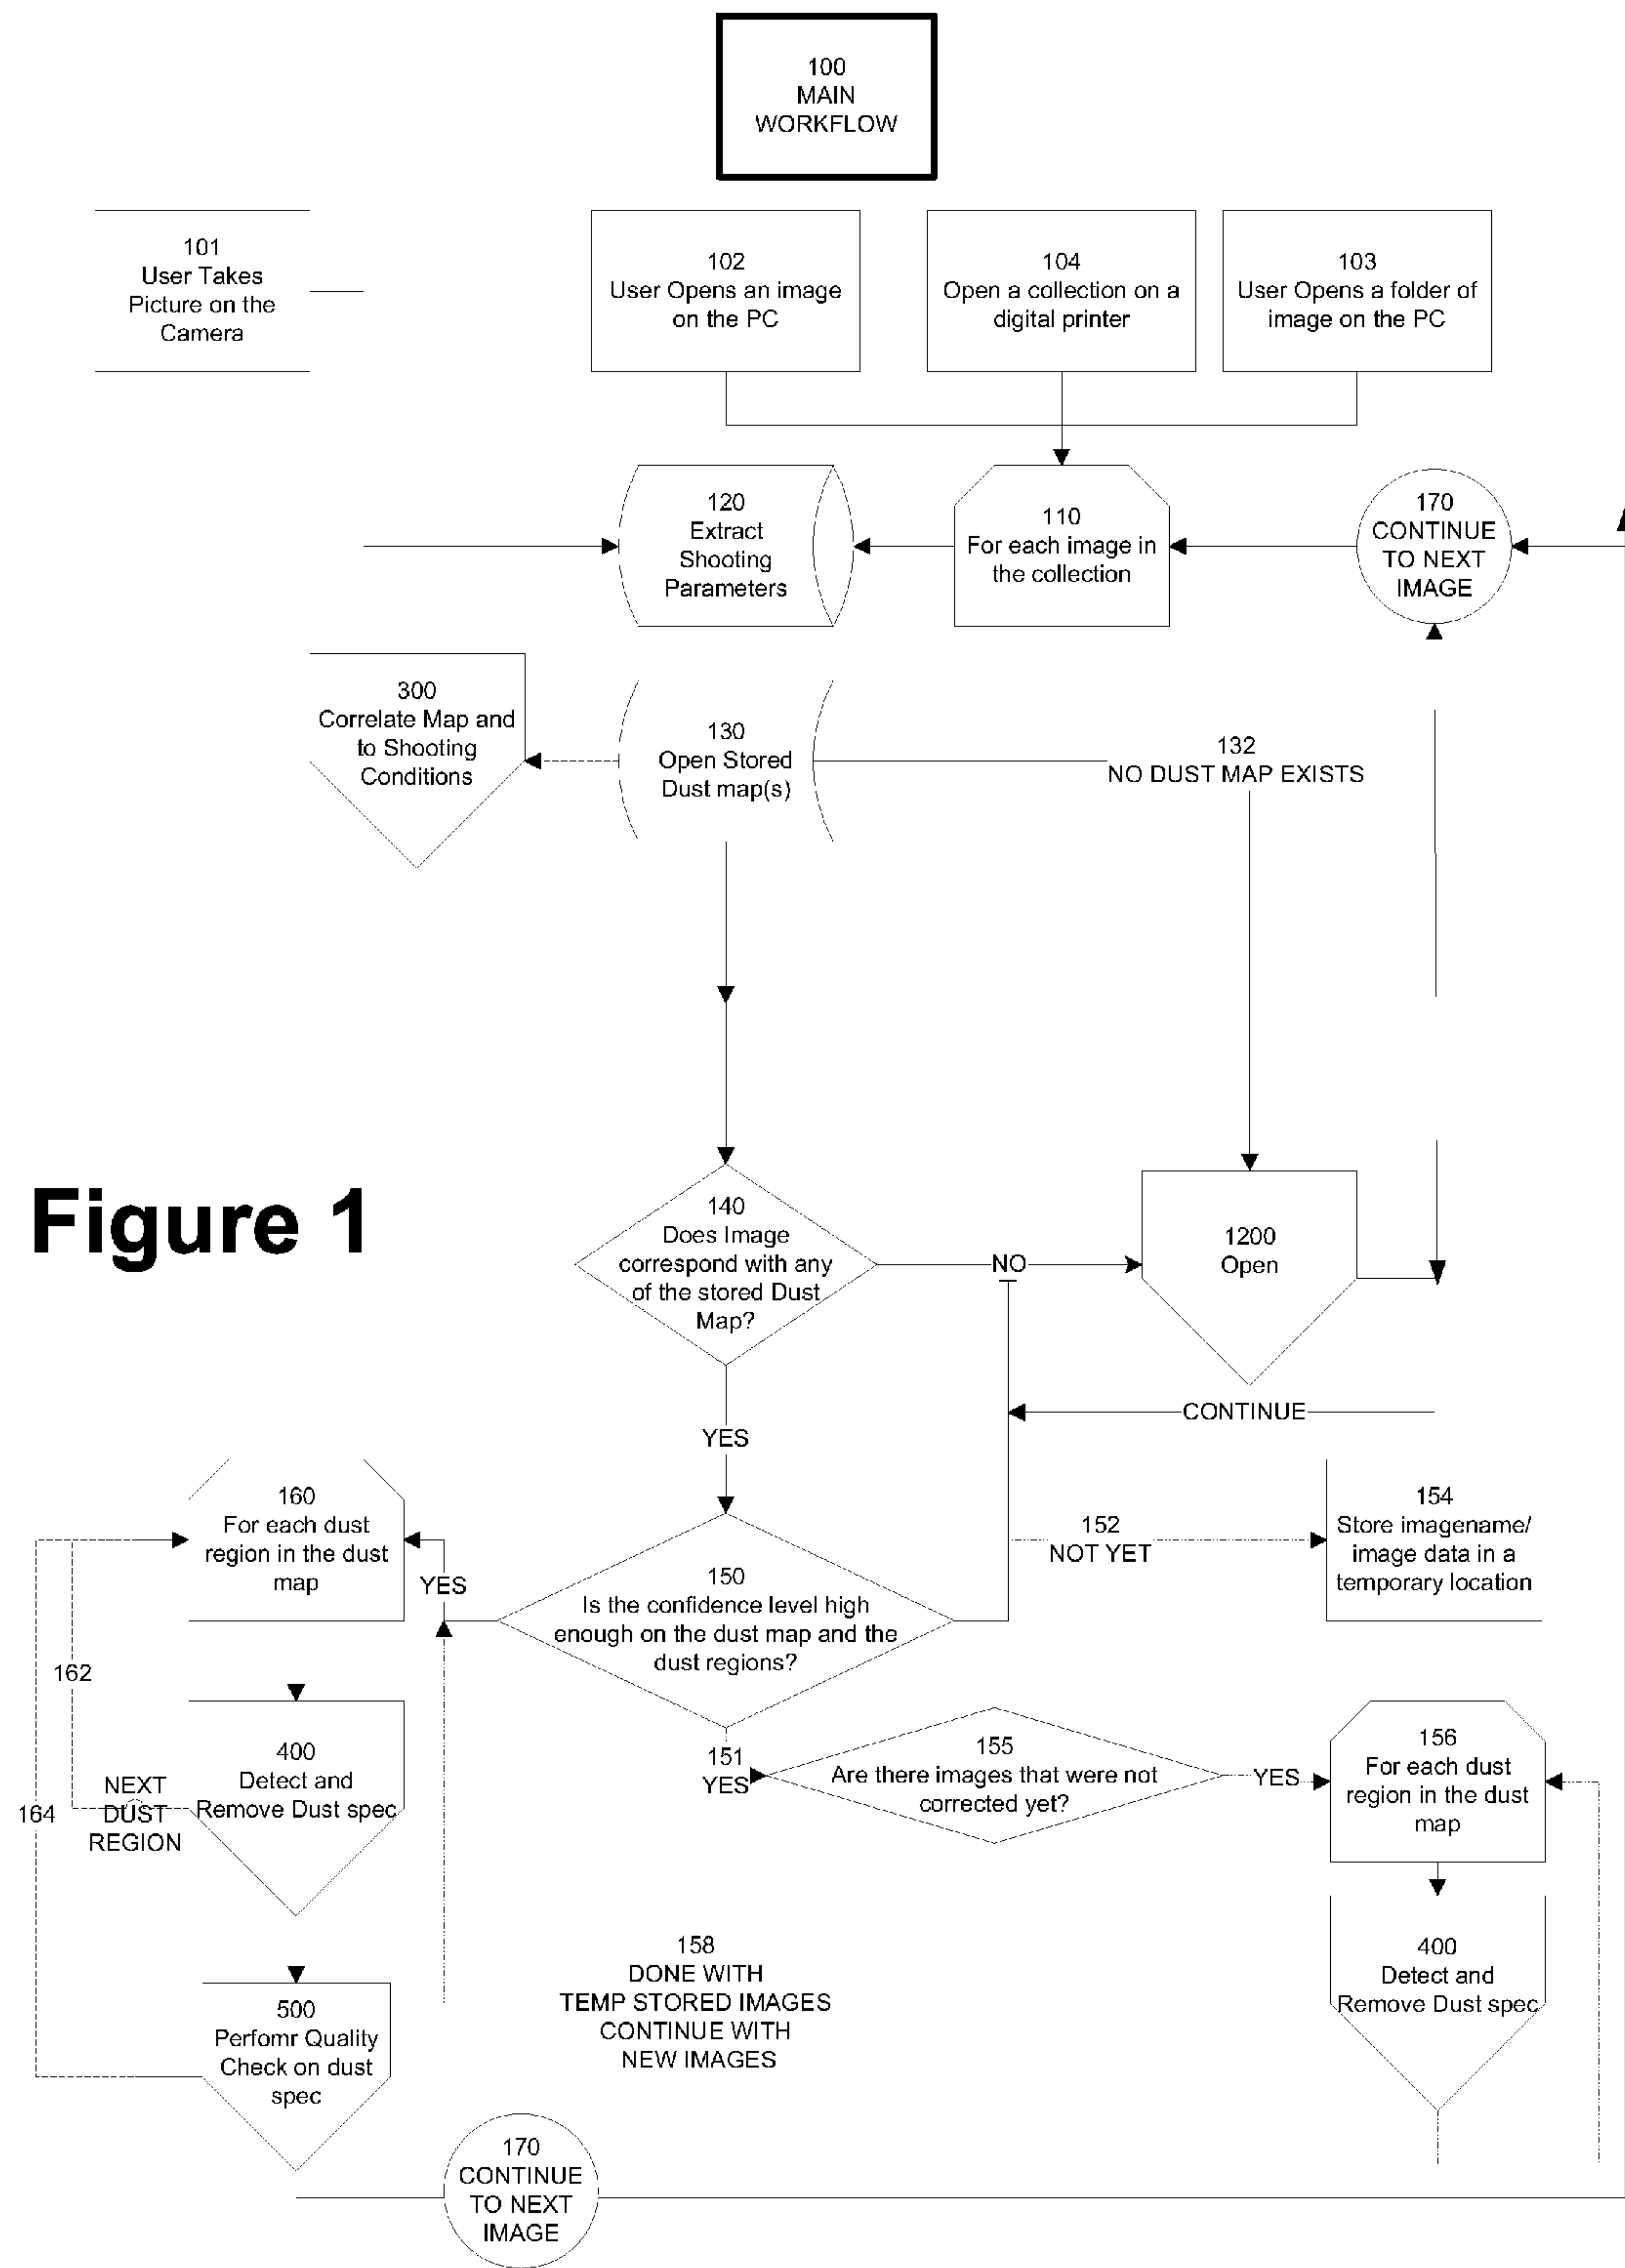 100
MAIN
WORKFLOW
101
User Takes
Picture on the
Camera
102
User Opens an image
on the PC
104
Open a collection on a
digital printer
103
User Opens a folder of
image on the PC
120
Extract
Shooting
Parameters
110
For each image in
the collection
170
CONTINUE
TO NEXT
IMAGE
300
Correlate Map and
to Shooting
Conditions
130
Open Stored
Dust map(s)
132
NO DUST MAP EXISTS
Figure 1
140
Does Image
correspond with any
of the stored Dust
Map?
NO
1200
Open
YES
CONTINUE
160
For each dust
region in the dust
map
YES
150
Is the confidence level high
enough on the dust map and the
dust regions?
152
NOT YET
154
Store imagename/
image data in a
temporary location
162
164
NEXT
DUST
REGION
400
Detect and
Remove Dust spec
151
YES
155
Are there images that were not
corrected yet?
YES
156
For each dust
region in the dust
map
158
DONE WITH
TEMP STORED IMAGES
CONTINUE WITH
NEW IMAGES
400
Detect and
Remove Dust spec
500
Perfomr Quality
Check on dust
spec
170
CONTINUE
TO NEXT
IMAGE